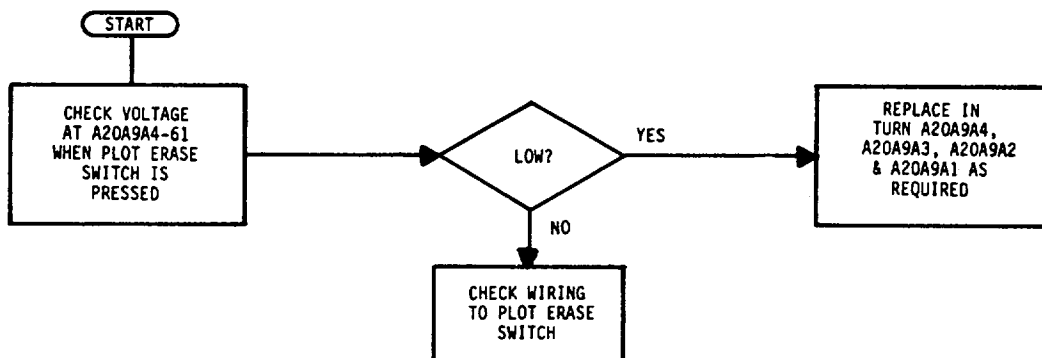 START
CHECK VOLTAGE
AT A20A9A4-61
WHEN PLOT ERASE
SWITCH IS
PRESSED
LOW?
YES
REPLACE IN
TURN A20A9A4,
A20A9A3, A20A9A2
& A20A9A1 AS
REQUIRED
NO
CHECK WIRING
TO PLOT ERASE
SWITCH